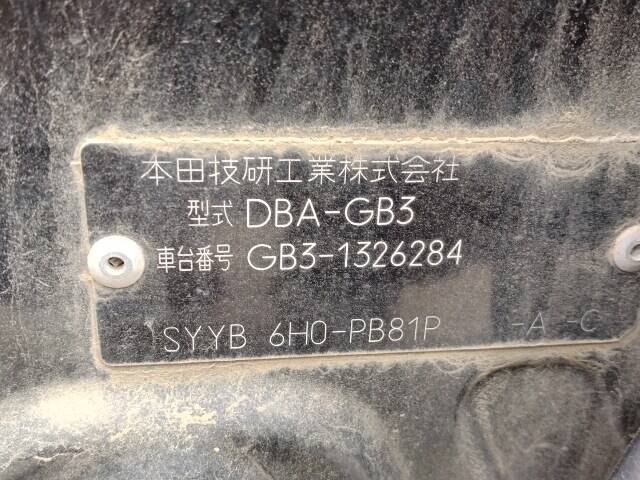 本田技研工業株式会社
型式 DBA-GB3
車台番号 GB3-1326284
SYYB 6H0-PB81P -A -C